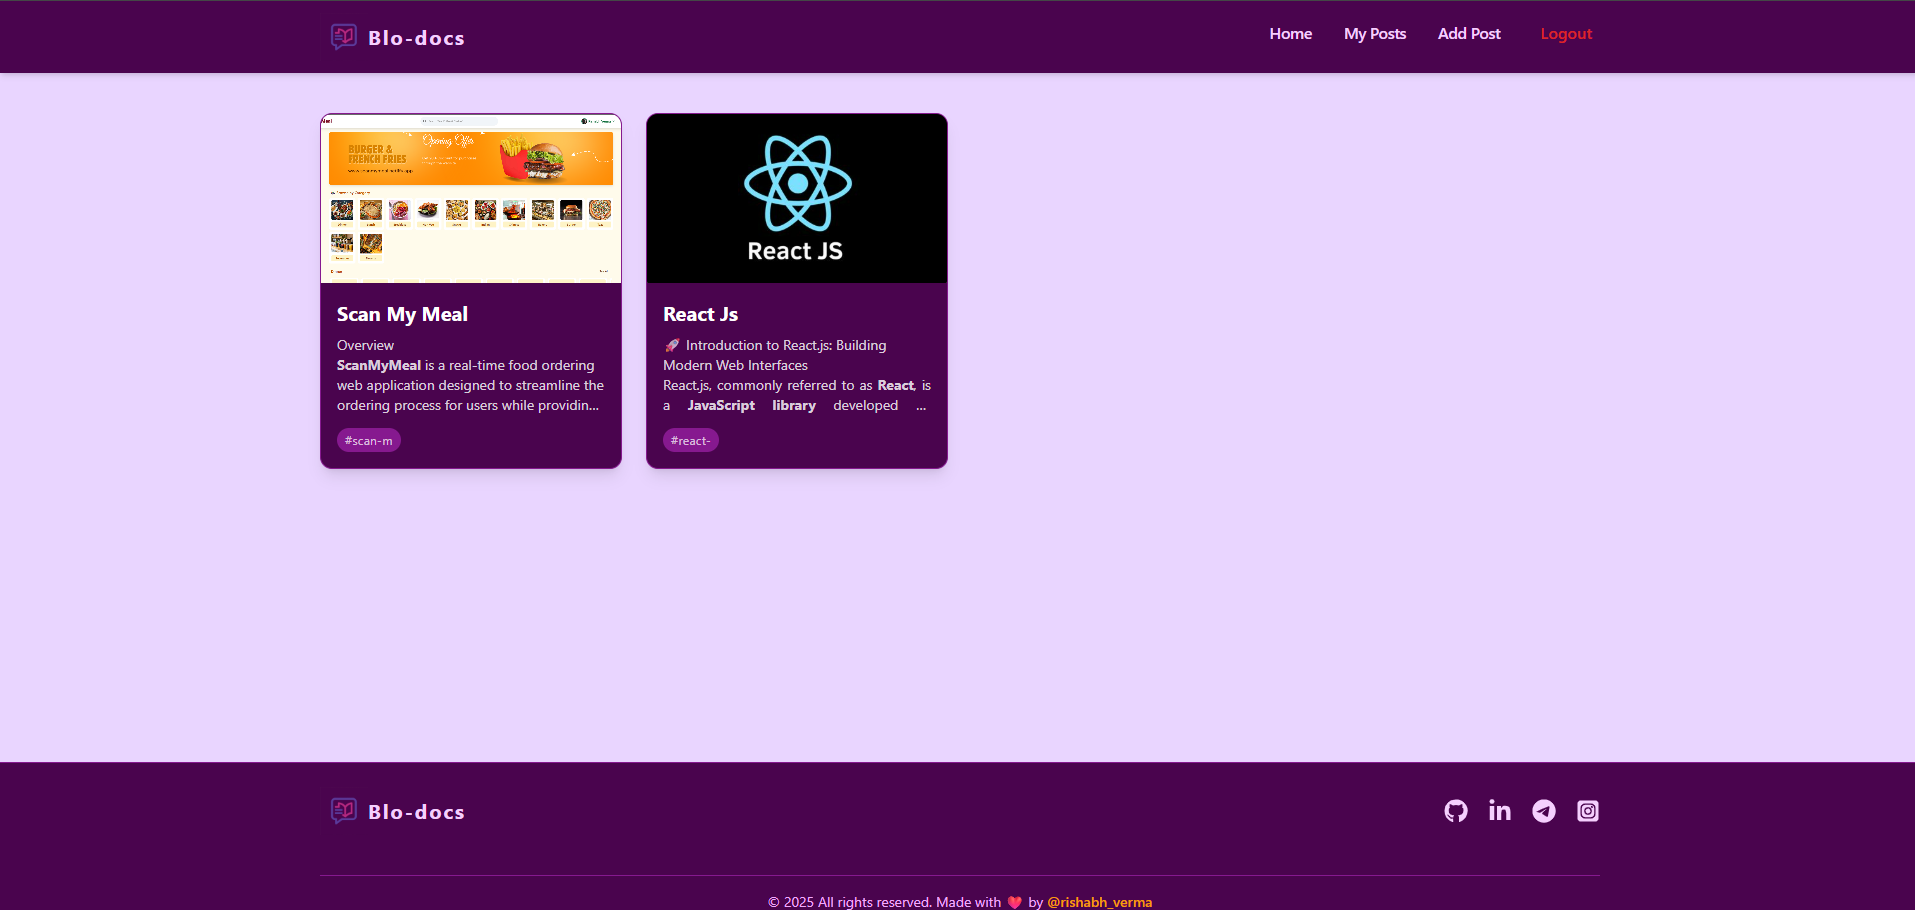 Blo-docs
Home
My Posts
Add Post
Logout
Opening Offer
BURGER &
FRENCH FRIES
Scan My Meal
Overview
ScanMyMeal is a real-time food ordering
web application designed to streamline the
ordering process for users while providin...
#scan-m
React JS
React Js
🚀 Introduction to React.js: Building
Modern Web Interfaces
React.js, commonly referred to as React, is
a JavaScript library developed ...
#react-
Blo-docs
© 2025 All rights reserved. Made with ❤️ by @rishabh_verma